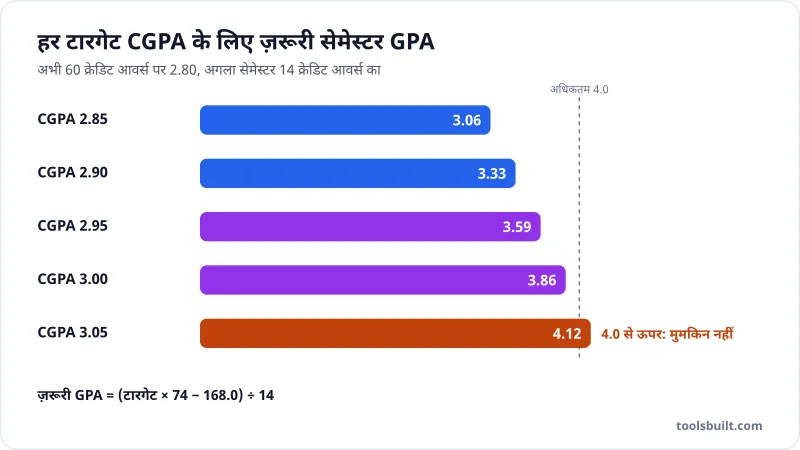 हर टारगेट CGPA के लिए ज़रूरी सेमेस्टर GPA
अभी 60 क्रेडिट आवर्स पर 2.80, अगला सेमेस्टर 14 क्रेडिट आवर्स का
अधिकतम 4.0
CGPA 2.85 3.06
CGPA 2.90 3.33
CGPA 2.95 3.59
CGPA 3.00 3.86
CGPA 3.05 4.12 4.0 से ऊपर: मुमकिन नहीं
ज़रूरी GPA = (टारगेट × 74 − 168.0) ÷ 14
toolsbuilt.com